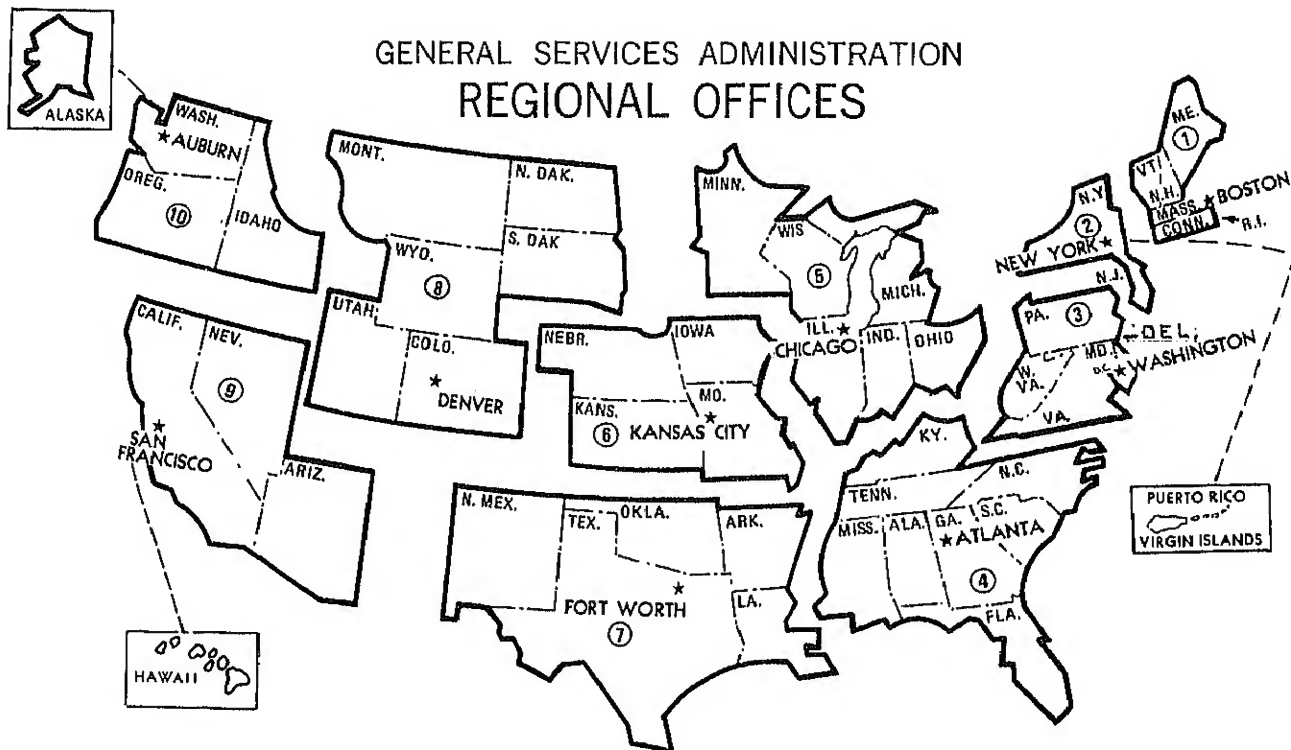 GENERAL SERVICES ADMINISTRATION
REGIONAL OFFICES
ALASKA
WASH.
AUBURN
OREG.
10
IDAHO
MONT.
N. DAK.
S. DAK
WYO.
8
UTAH
COLO.
DENVER
CALIF.
NEV.
9
SAN
FRANCISCO
ARIZ.
HAWAII
NEBR.
IOWA
KANS.
6
MO.
KANSAS CITY
N. MEX.
TEX.
OKLA.
ARK.
LA.
FORT WORTH
7
MINN.
WIS
5
MICH.
ILL.
CHICAGO
IND.
OHIO
KY.
TENN.
N.C.
S.C.
MISS.
ALA.
GA.
ATLANTA
4
FLA.
ME.
1
VT.
N.H.
MASS.
BOSTON
CONN.
R.I.
N.Y
2
NEW YORK
N.J.
PA.
3
DEL.
MD.
D.C.
WASHINGTON
W.
VA.
VA.
PUERTO RICO
VIRGIN ISLANDS